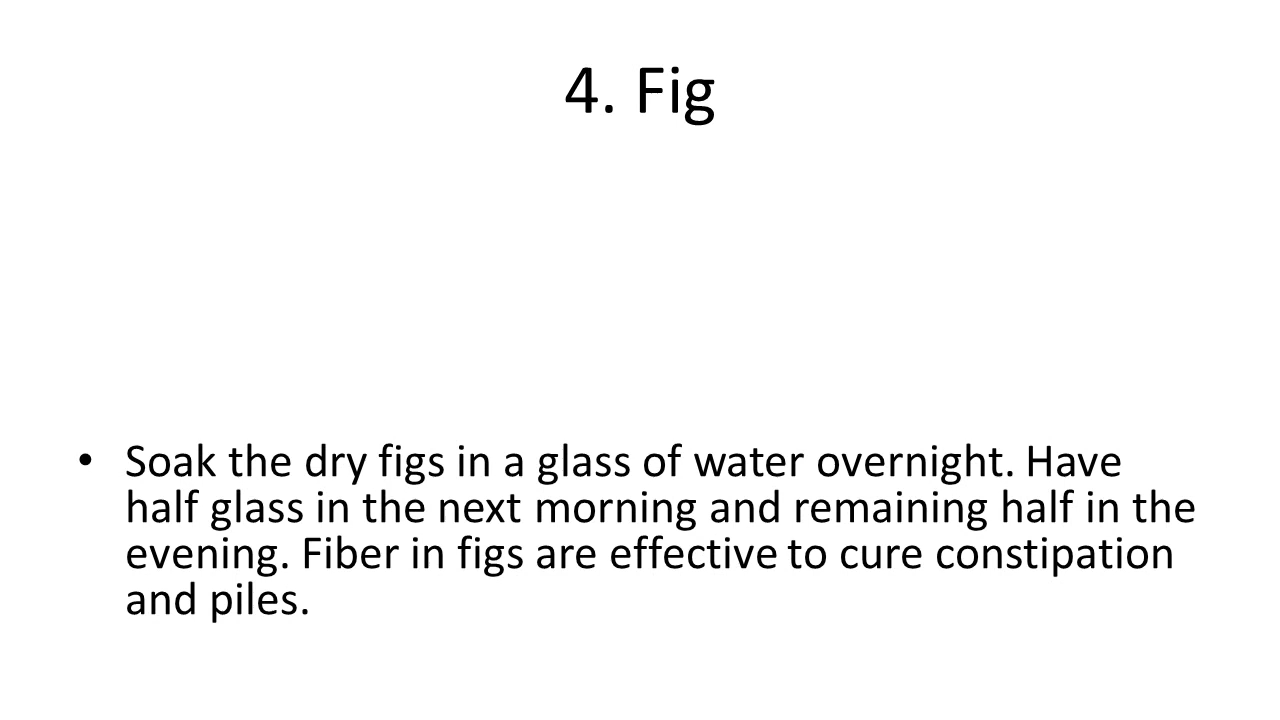 4. Fig
• Soak the dry figs in a glass of water overnight. Have
half glass in the next morning and remaining half in the
evening. Fiber in figs are effective to cure constipation
and piles.